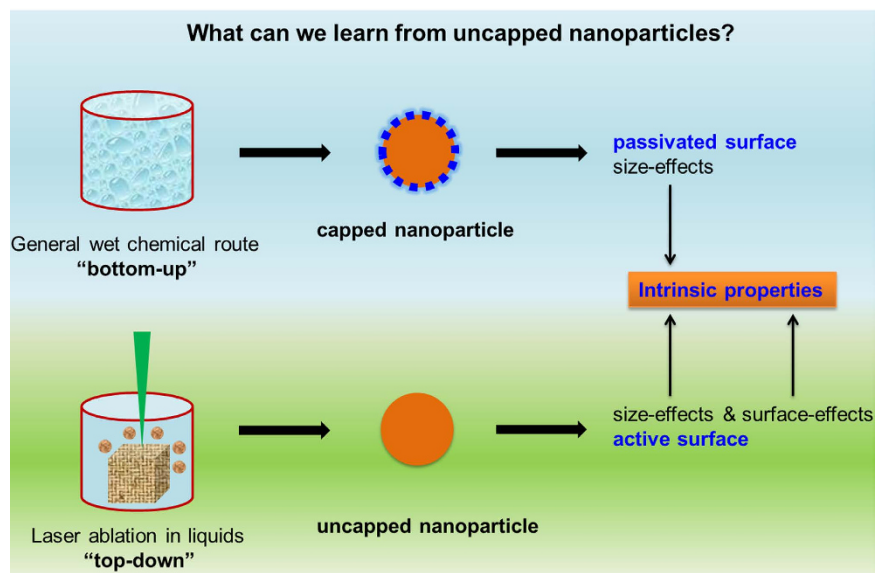 What can we learn from uncapped nanoparticles?
passivated surface
size-effects
capped nanoparticle
General wet chemical route
“bottom-up”
Intrinsic properties
size-effects & surface-effects
active surface
uncapped nanoparticle
Laser ablation in liquids
“top-down”